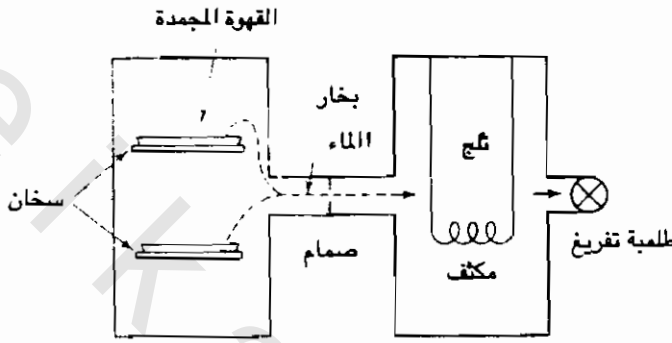 القهوة المجمدة
بخار
الماء
ثلج
سخان
صمام
مكثف
طلمبة تفريغ